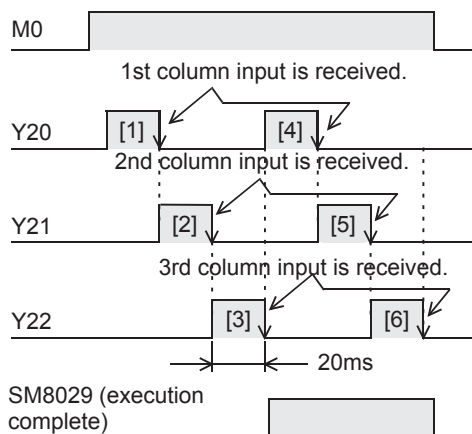 M0
1st column input is received.
Y20
[1]
[4]
2nd column input is received.
Y21
[2]
[5]
3rd column input is received.
Y22
[3]
[6]
20ms
SM8029 (execution
complete)